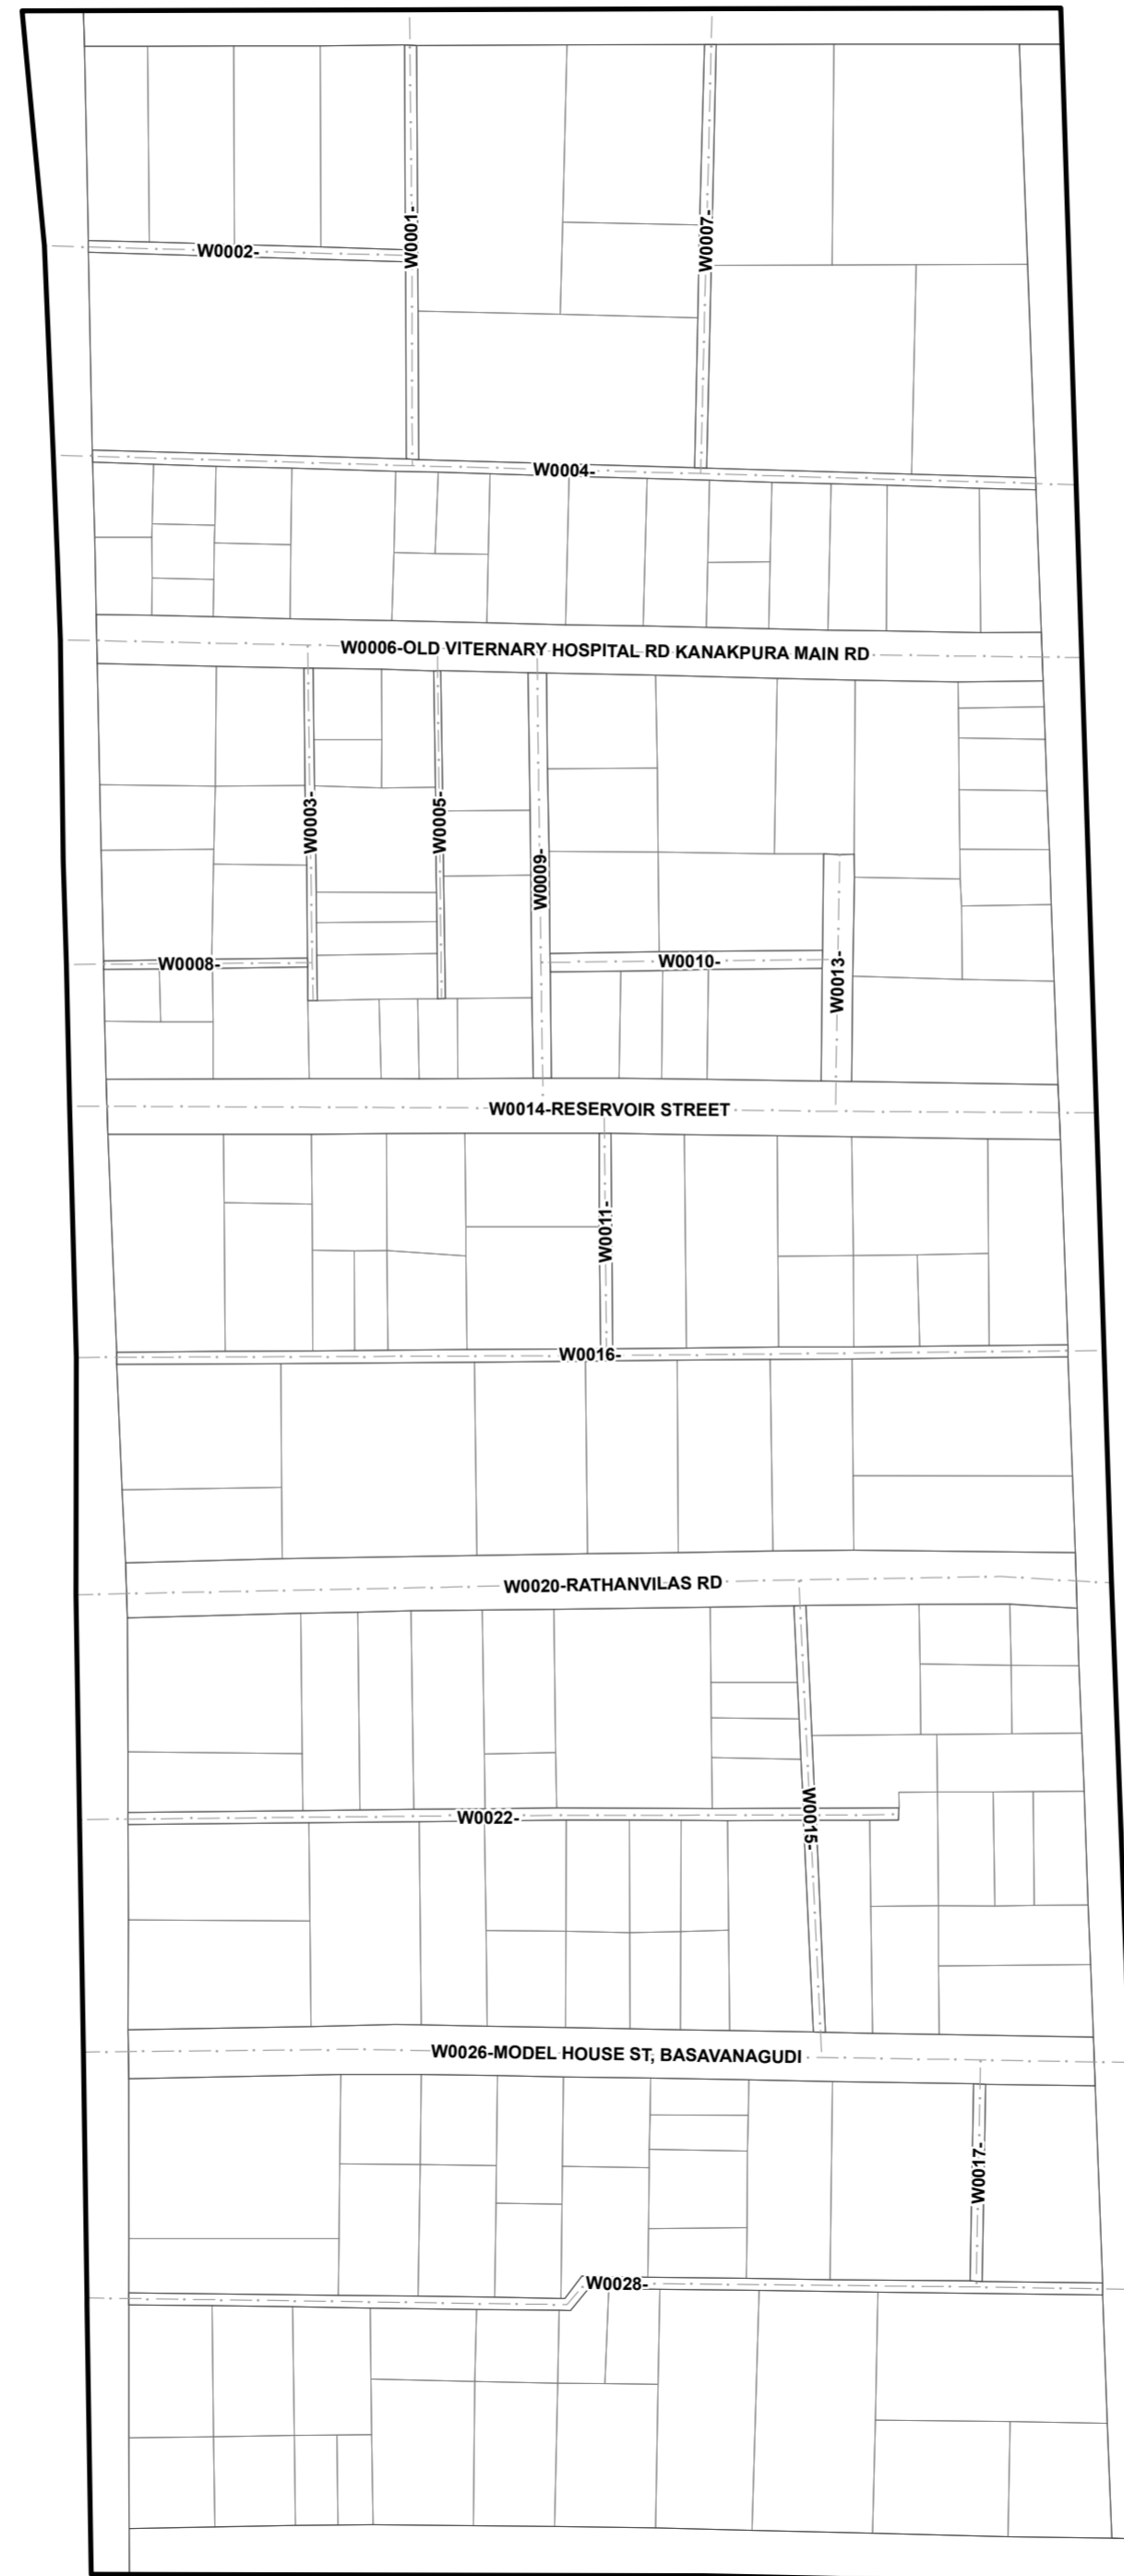 W0001-
W0007-
W0002-
W0004-
W0006-OLD VITERNARY HOSPITAL RD KANAKPURA MAIN RD
W0003-
W0005-
W0009-
W0008-
W0010-
W0013-
W0014-RESERVOIR STREET
W0011-
W0016-
W0020-RATHANVILAS RD
W0022-
W0015-
W0026-MODEL HOUSE ST, BASAVANAGUDI
W0017-
W0028-